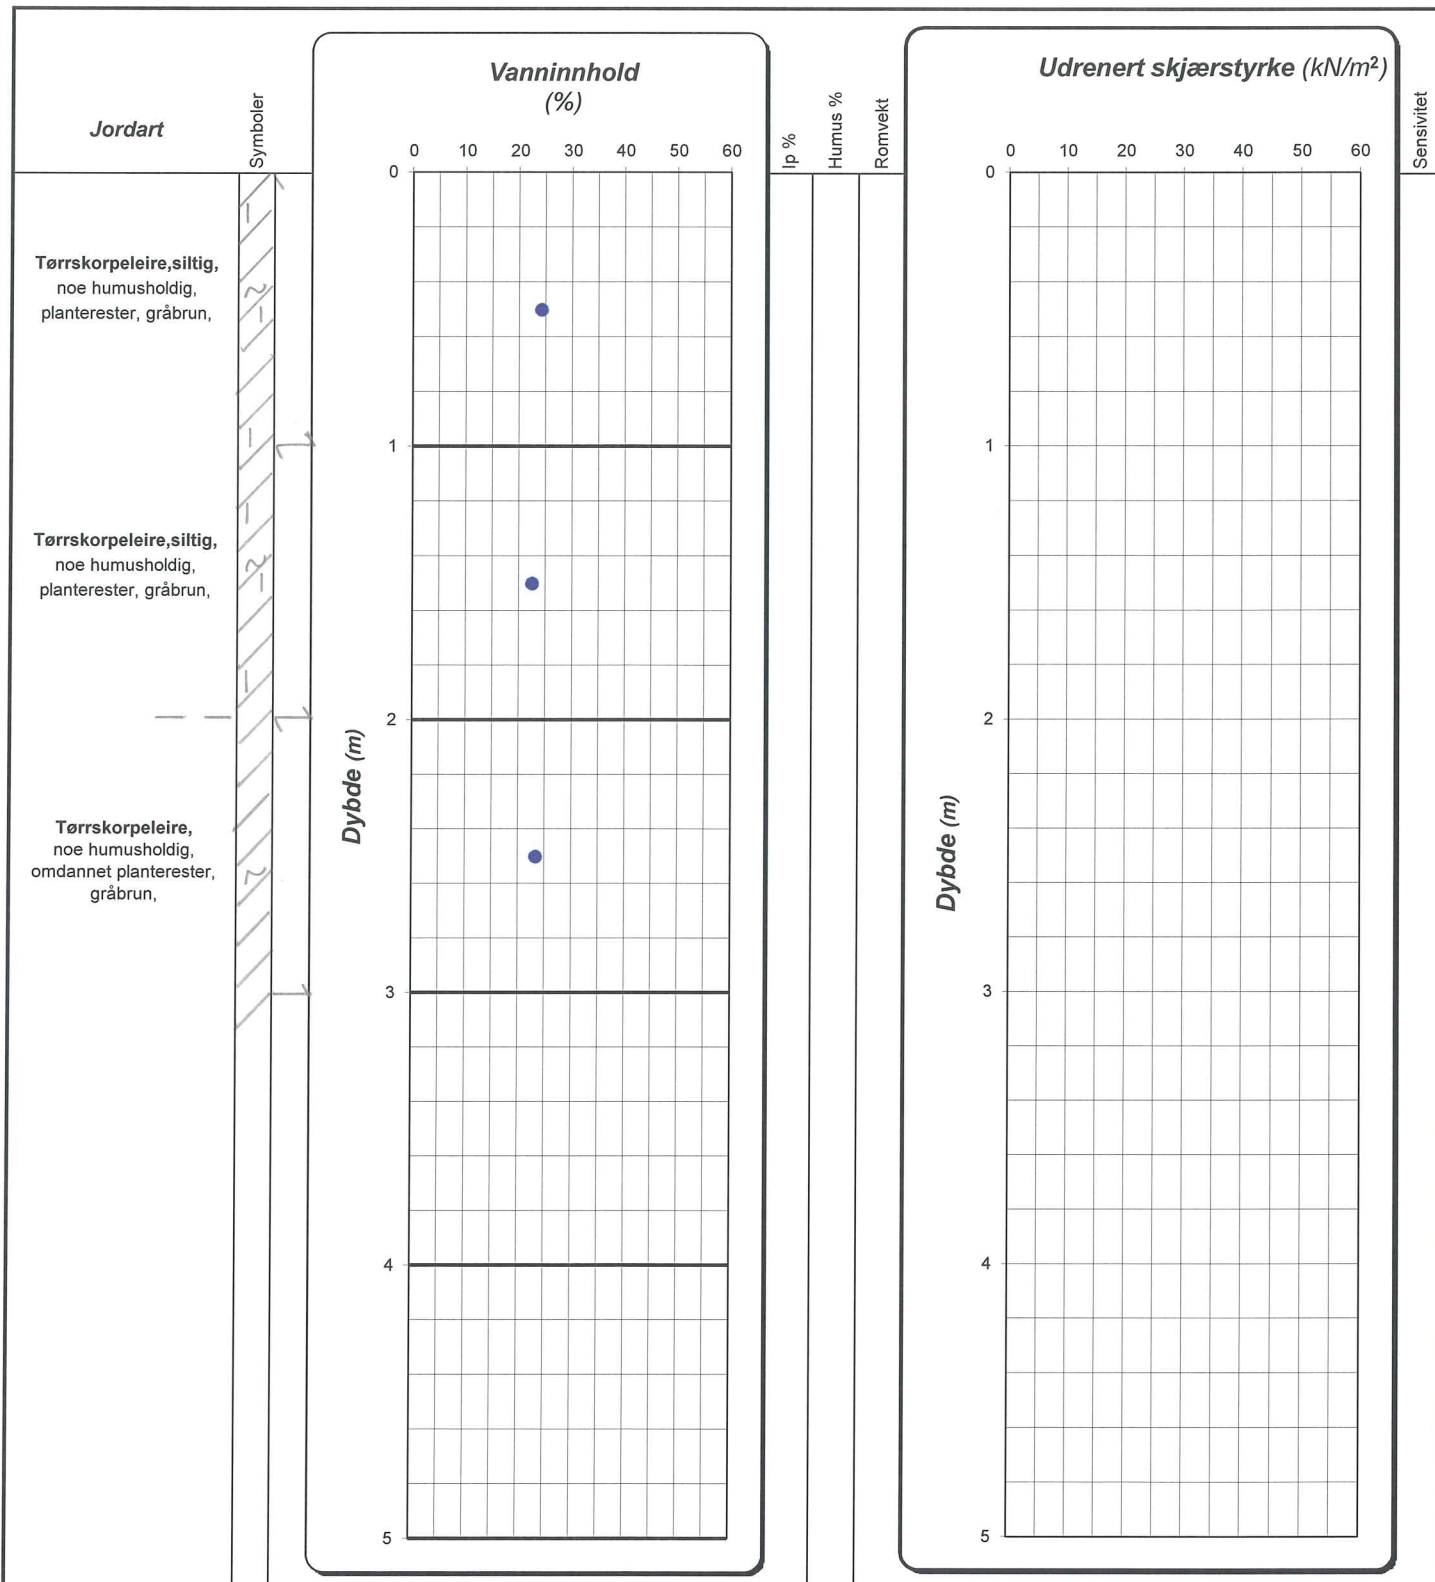 Jordart
Symboler
Vanninnhold
(%)
0 10 20 30 40 50 60
Ip %
Humus %
Romvekt
Udrenert skjærstyrke (kN/m²)
0 10 20 30 40 50 60
Sensivitet
Tørrskorpeleire,siltig,
noe humusholdig,
planterester, gråbrun,
Tørrskorpeleire,siltig,
noe humusholdig,
planterester, gråbrun,
Tørrskorpeleire,
noe humusholdig,
omdannet planterester,
gråbrun,
Dybde (m)
0
1
2
3
4
5
Dybde (m)
0
1
2
3
4
5